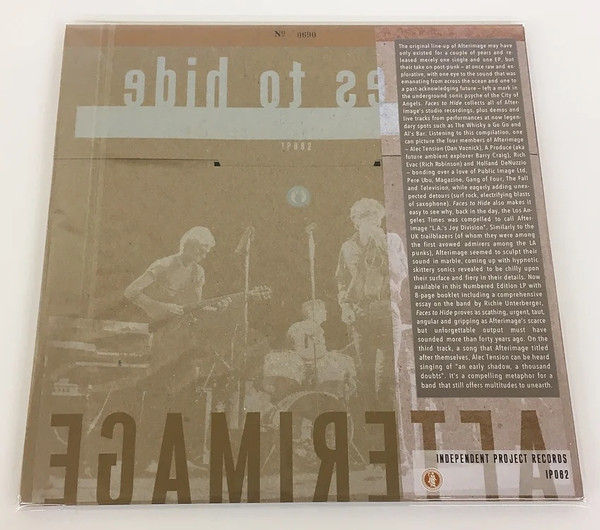 Nº 0690
es to hide
IP082
The original line-up of Afterimage may have
only existed for a couple of years and re-
leased merely one single and one EP, but
their take on post-punk – at once raw and ex-
plorative, with one eye to the sound that was
emanating from across the ocean and one to
a past-acknowledging future – left a mark in
the underground sonic psyche of the City of
Angels. Faces to Hide collects all of After-
image's studio recordings, plus demos and
live tracks from performances at now legen-
dary spots such as The Whisky a Go Go and
Al's Bar. Listening to this compilation, one
can picture the four members of Afterimage
– Alec Tension (Dan Voznick), A Produce (aka
future ambient explorer Barry Craig), Rich
Evac (Rich Robinson) and Holland DeNuzzio
– bonding over a love of Public Image Ltd,
Pere Ubu, Magazine, Gang of Four, The Fall
and Television, while eagerly adding unex-
pected detours (surf rock, electrifying blasts
of saxophone). Faces to Hide also makes it
easy to see why, back in the day, the Los An-
geles Times was compelled to call After-
image "L.A.'s Joy Division". Similarly to the
UK trailblazers (of whom they were among
the first avowed admirers among the LA
punks), Afterimage seemed to sculpt their
sound in marble, coming up with hypnotic
skittery sonics revealed to be chilly upon
their surface and fiery in their details. Now
available in this Numbered Edition LP with
8-page booklet including a comprehensive
essay on the band by Richie Unterberger,
Faces to Hide proves as scathing, urgent, taut,
angular and gripping as Afterimage's scarce
but unforgettable output must have
sounded more than forty years ago. On the
third track, a song that Afterimage titled
after themselves, Alec Tension can be heard
singing of "an early shadow, a thousand
doubts". It's a compelling metaphor for a
band that still offers multitudes to unearth.
AFTERIMAGE
INDEPENDENT PROJECT RECORDS
IP082